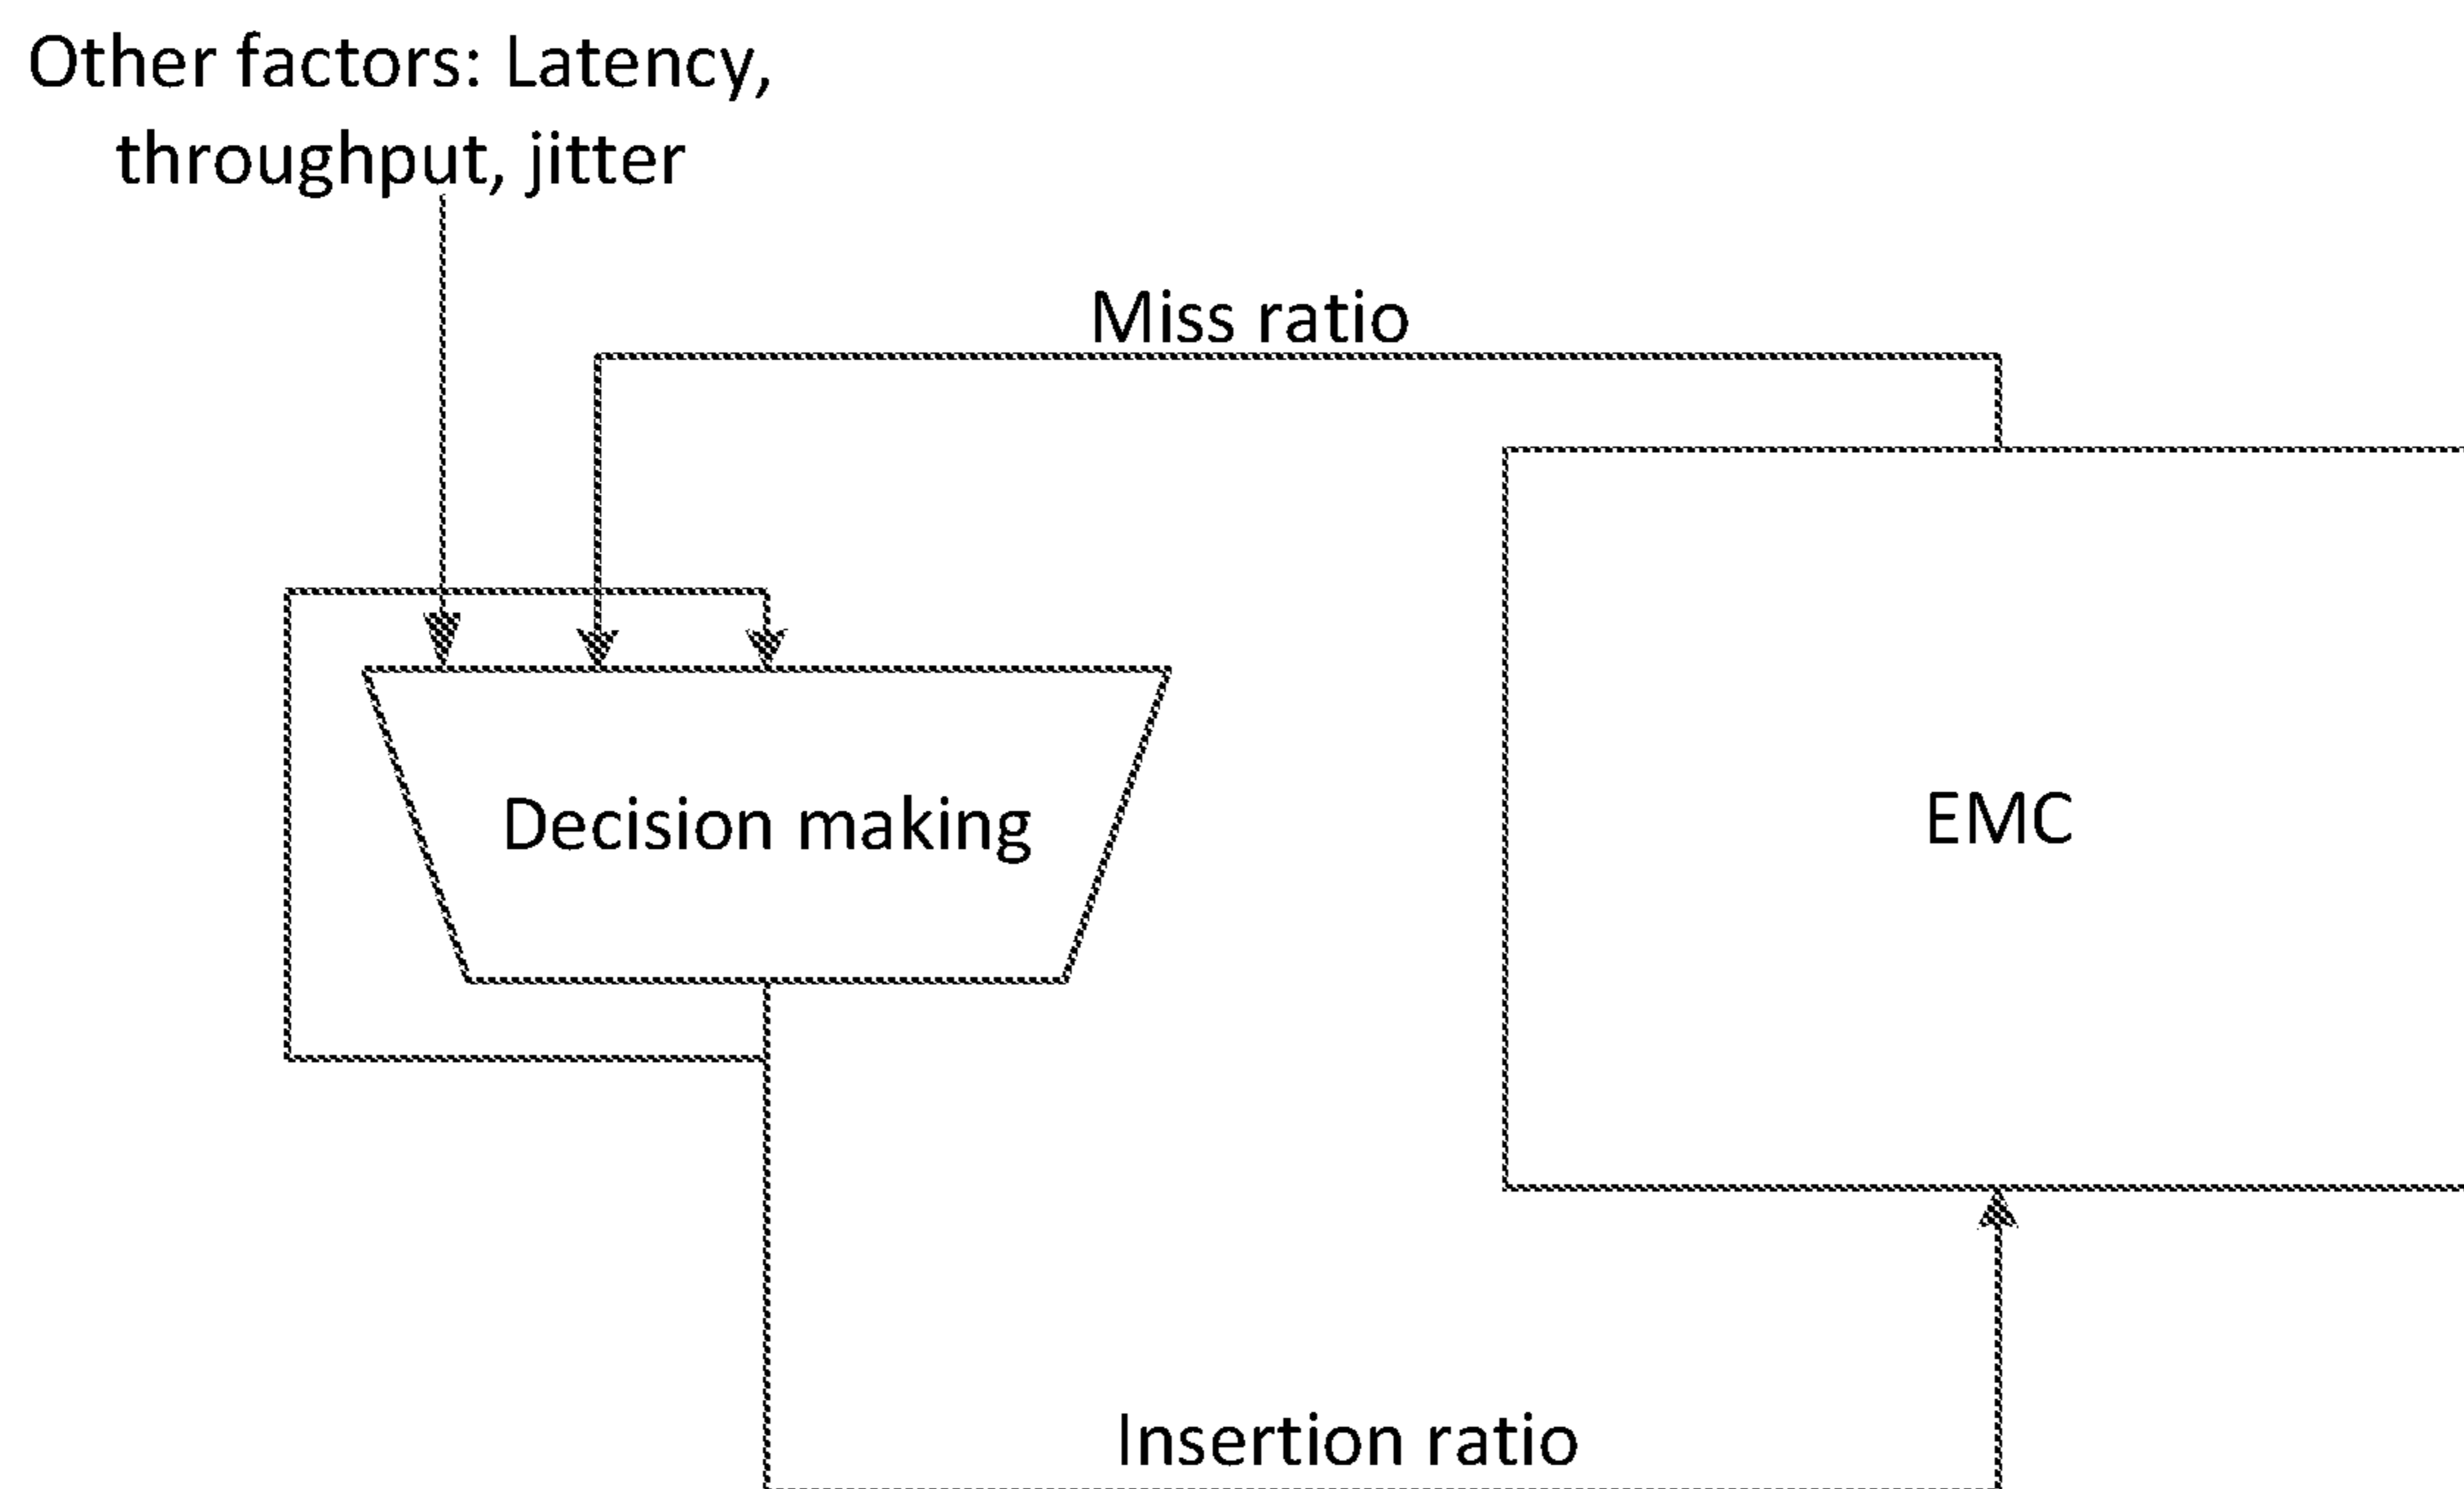 Other factors: Latency,
throughput, jitter
Miss ratio
Decision making
EMC
Insertion ratio